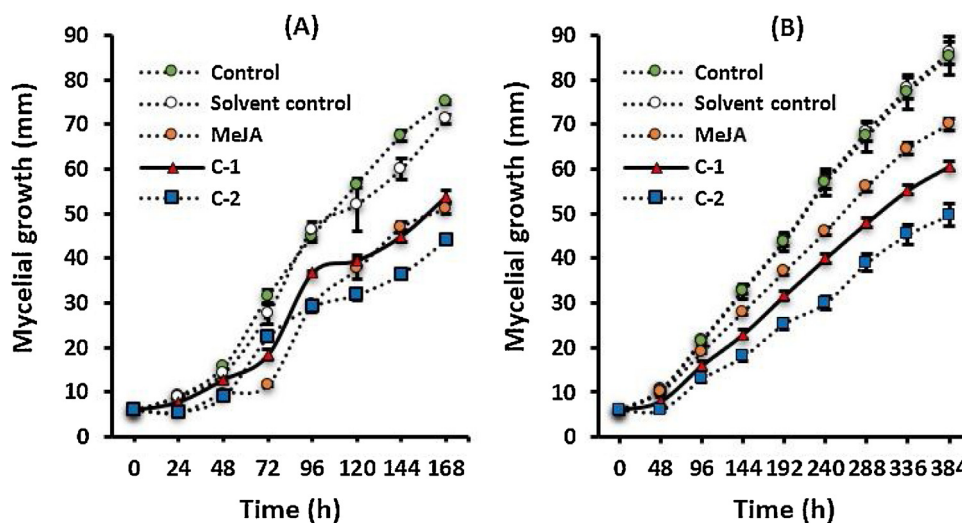 (A)
Mycelial growth (mm)
90
80
70
60
50
40
30
20
10
0
Control
Solvent control
MeJA
C-1
C-2
0 24 48 72 96 120 144 168
Time (h)
(B)
Mycelial growth (mm)
90
80
70
60
50
40
30
20
10
0
Control
Solvent control
MeJA
C-1
C-2
0 48 96 144 192 240 288 336 384
Time (h)